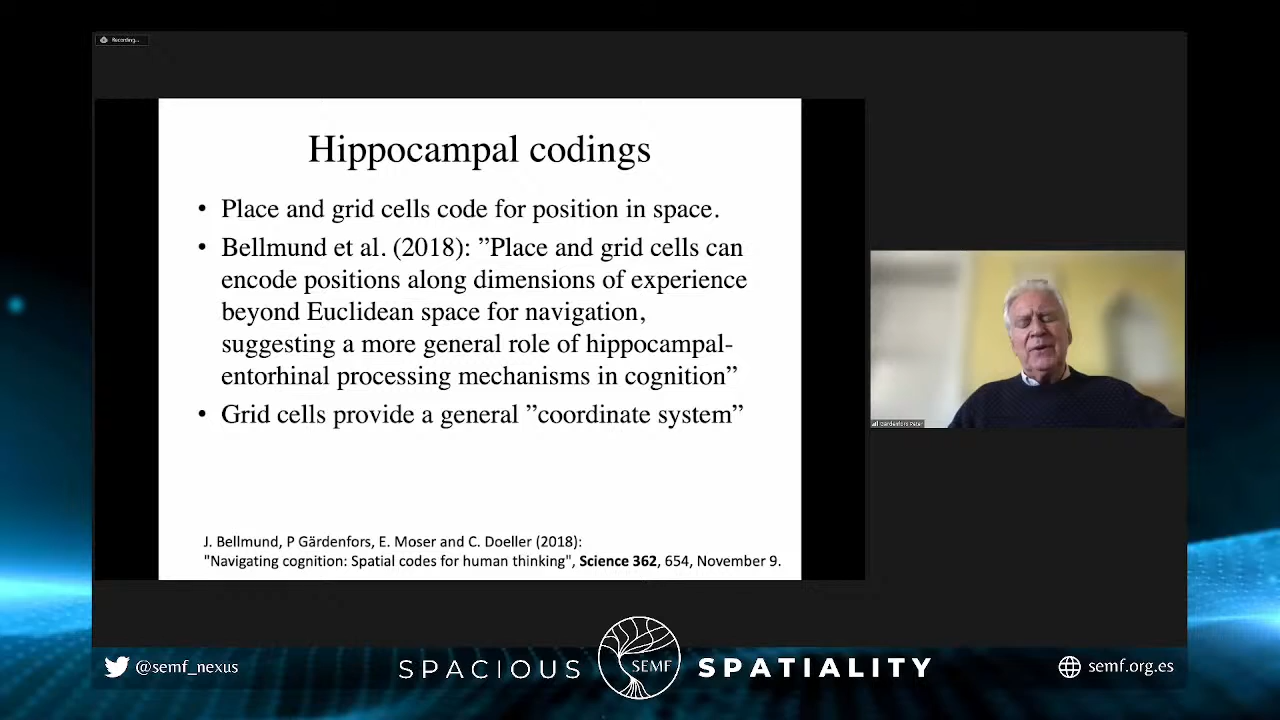 Recording...
Hippocampal codings
• Place and grid cells code for position in space.
• Bellmund et al. (2018): ”Place and grid cells can
encode positions along dimensions of experience
beyond Euclidean space for navigation,
suggesting a more general role of hippocampal-
entorhinal processing mechanisms in cognition”
• Grid cells provide a general ”coordinate system”
J. Bellmund, P Gärdenfors, E. Moser and C. Doeller (2018):
"Navigating cognition: Spatial codes for human thinking", Science 362, 654, November 9.
Gärdenfors Peter
@semf_nexus
SPACIOUS SEMF SPATIALITY
semf.org.es